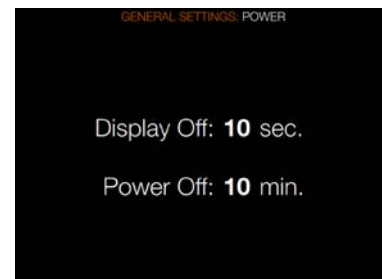 GENERAL SETTINGS: POWER
Display Off: 10 sec.
Power Off: 10 min.